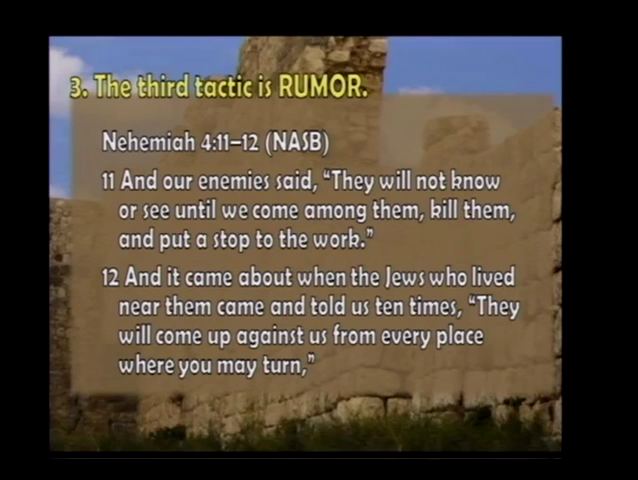 3. The third tactic is RUMOR.
Nehemiah 4:11–12 (NASB)
11 And our enemies said, “They will not know
or see until we come among them, kill them,
and put a stop to the work.”
12 And it came about when the Jews who lived
near them came and told us ten times, “They
will come up against us from every place
where you may turn,”